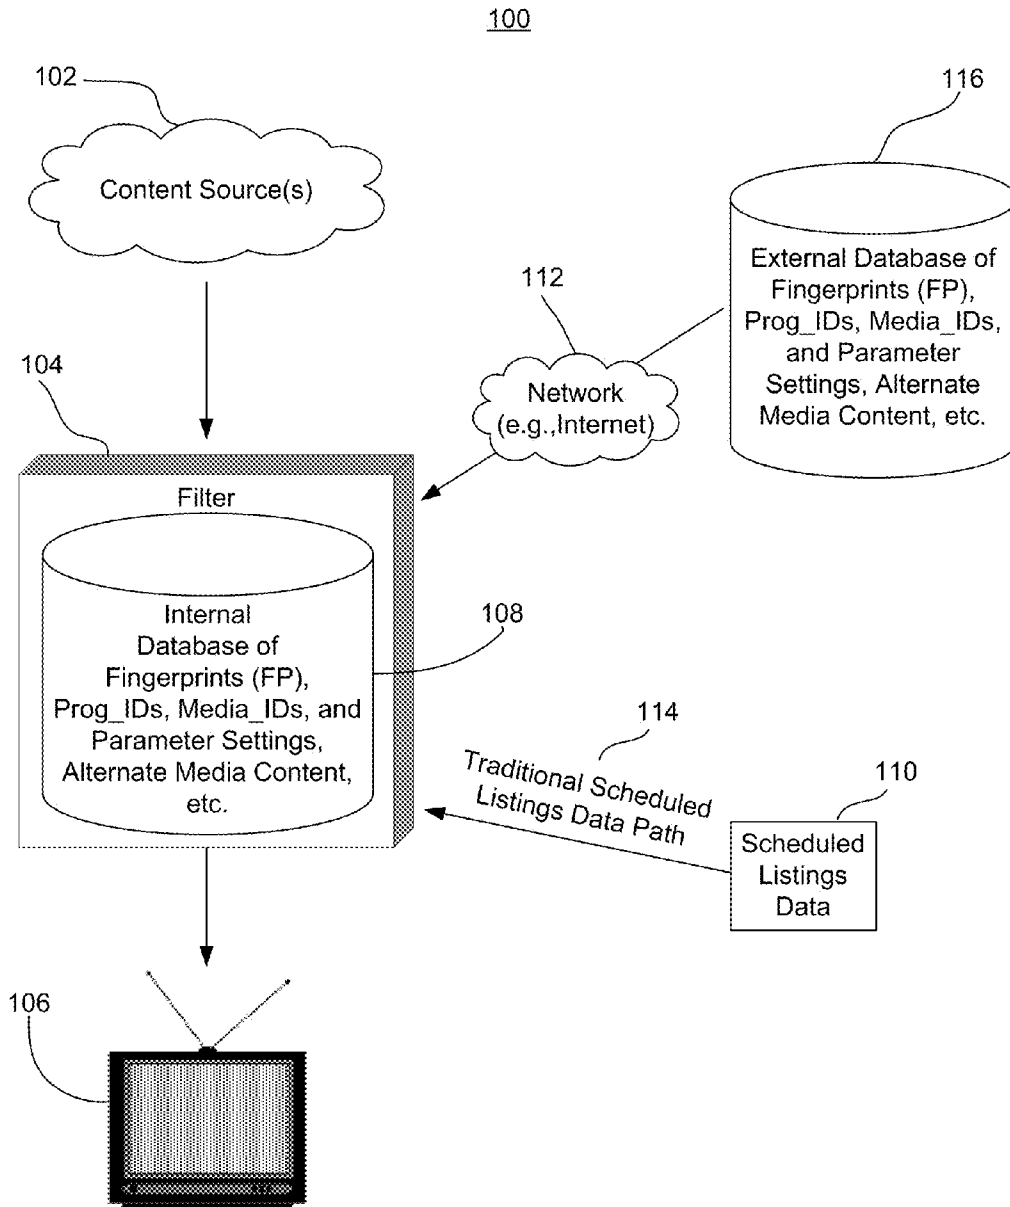 100
102
116
Content Source(s)
External Database of
Fingerprints (FP),
Prog_IDs, Media_IDs,
and Parameter
Settings, Alternate
Media Content, etc.
112
Network
(e.g.,Internet)
104
Filter
Internal
Database of
Fingerprints (FP),
Prog_IDs, Media_IDs, and
Parameter Settings,
Alternate Media Content,
etc.
108
114
Traditional Scheduled
Listings Data Path
110
Scheduled
Listings
Data
106